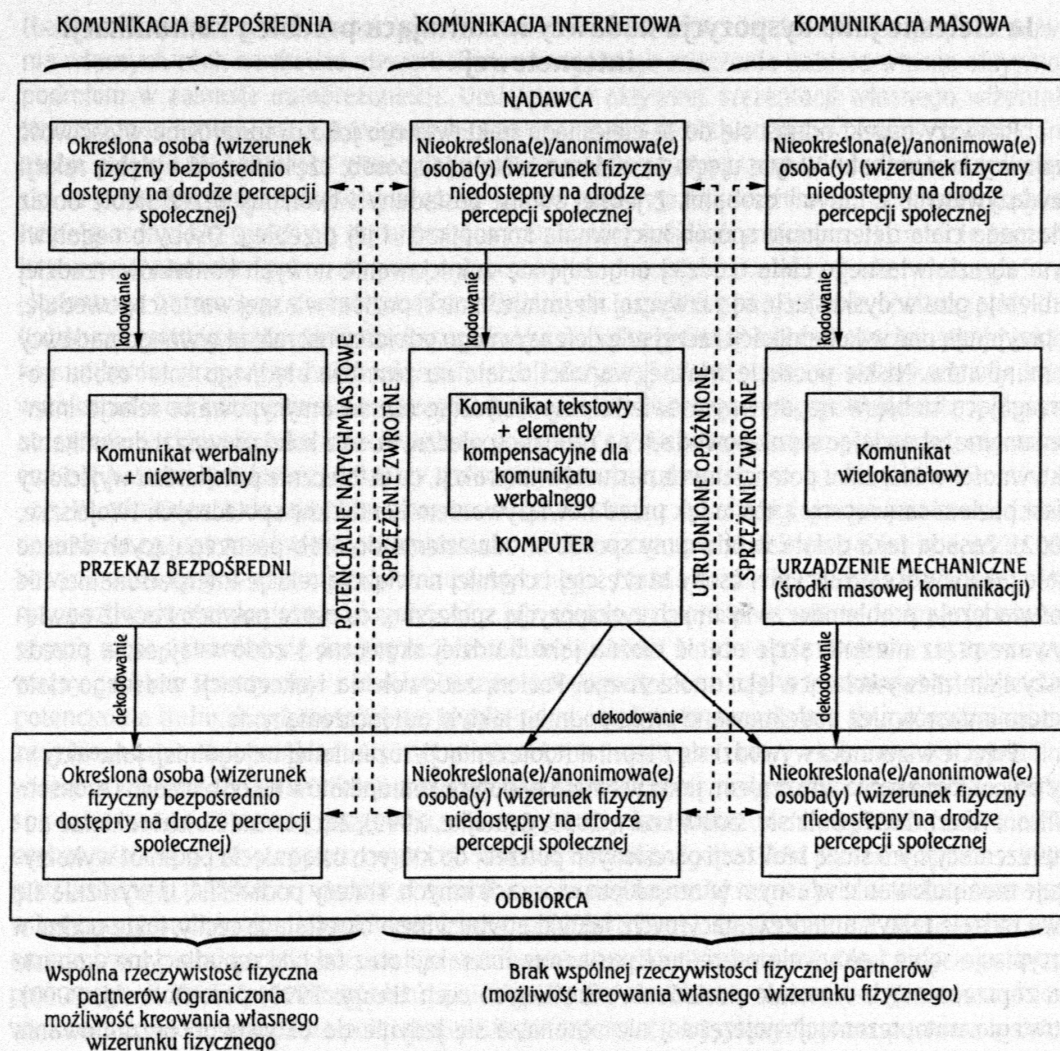 KOMUNIKACJA BEZPOŚREDNIA
KOMUNIKACJA INTERNETOWA
KOMUNIKACJA MASOWA
NADAWCA
Określona osoba (wizerunek
fizyczny bezpośrednio
dostępny na drodze percepcji
społecznej)
Nieokreślona(e)/anonimowa(e)
osoba(y) (wizerunek fizyczny
niedostępny na drodze
percepcji społecznej
Nieokreślona(e)/anonimowa(e)
osoba(y) (wizerunek fizyczny
niedostępny na drodze
percepcji społecznej
kodowanie
kodowanie
kodowanie
Komunikat werbalny
+ niewerbalny
PRZEKAZ BEZPOŚREDNI
POTENCJALNE NATYCHMIASTOWE
SPRZĘŻENIE ZWROTNE
Komunikat tekstowy
+ elementy
kompensacyjne dla
komunikatu
werbalnego
KOMPUTER
UTRUDNIONE OPÓŹNIONE
SPRZĘŻENIE ZWROTNE
Komunikat
wielokanałowy
URZĄDZENIE MECHANICZNE
(środki masowej komunikacji)
dekodowanie
dekodowanie
dekodowanie
Określona osoba (wizerunek
fizyczny bezpośrednio
dostępny na drodze percepcji
społecznej)
Nieokreślona(e)/anonimowa(e)
osoba(y) (wizerunek fizyczny
niedostępny na drodze
percepcji społecznej
Nieokreślona(e)/anonimowa(e)
osoba(y) (wizerunek fizyczny
niedostępny na drodze
percepcji społecznej
ODBIORCA
Wspólna rzeczywistość fizyczna
partnerów (ograniczona
możliwość kreowania własnego
wizerunku fizycznego
Brak wspólnej rzeczywistości fizycznej partnerów
(możliwość kreowania własnego wizerunku fizycznego)